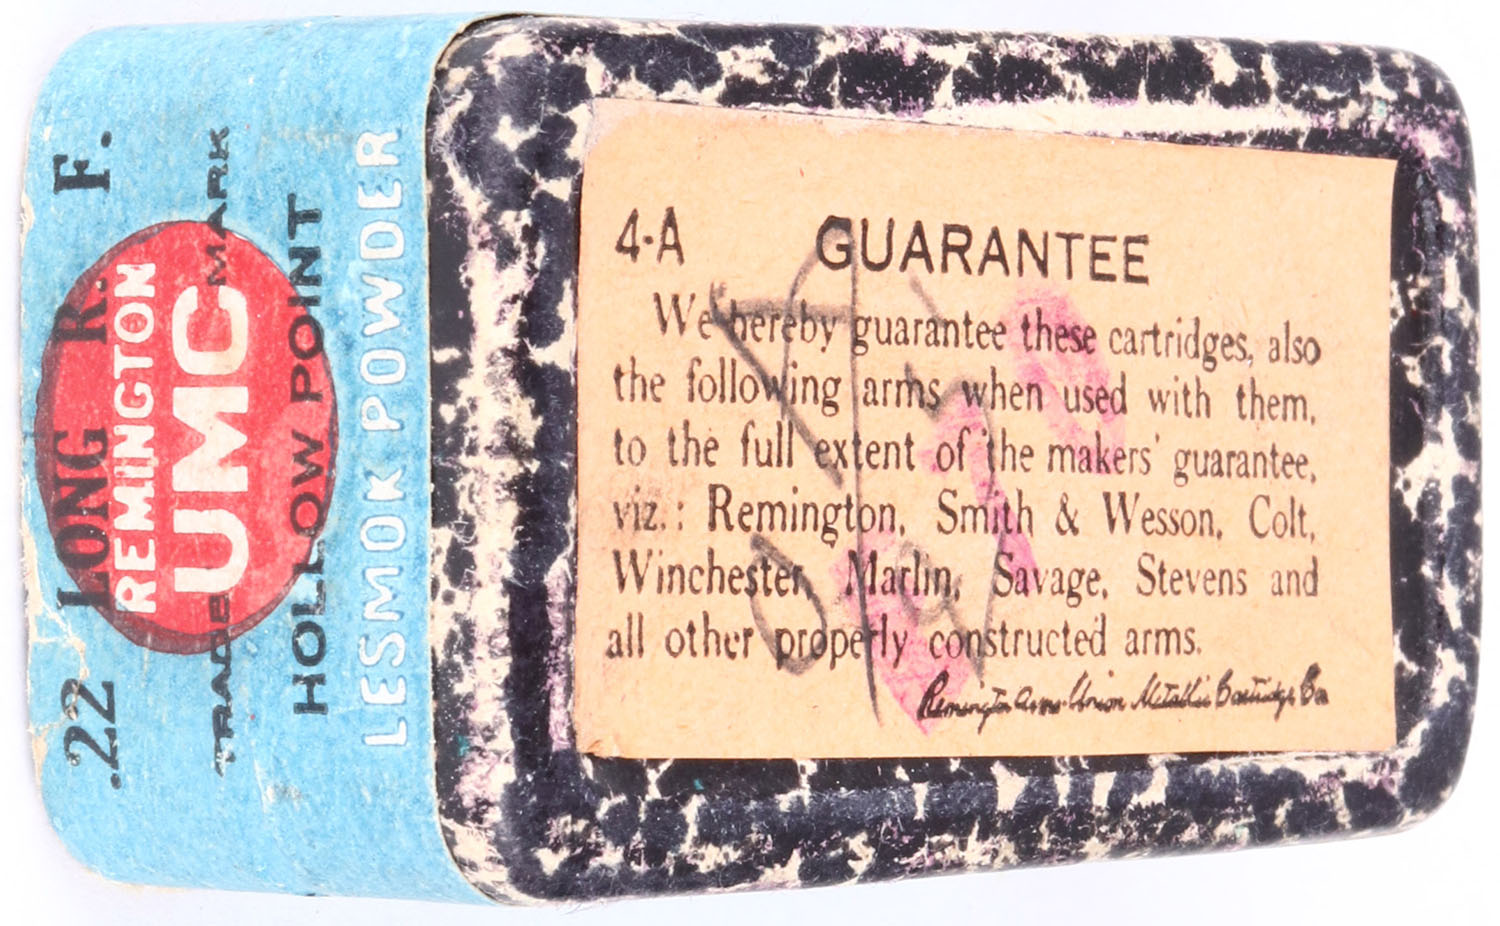 .22 LONG R. F.
REMINGTON
UMC
TRADE MARK
HOLLOW POINT
LESMOK POWDER
4-A GUARANTEE
We hereby guarantee these cartridges, also
the following arms when used with them,
to the full extent of the makers' guarantee,
viz.: Remington, Smith & Wesson, Colt,
Winchester, Marlin, Savage, Stevens and
all other properly constructed arms.
Remington Arms-Union Metallic Cartridge Co.